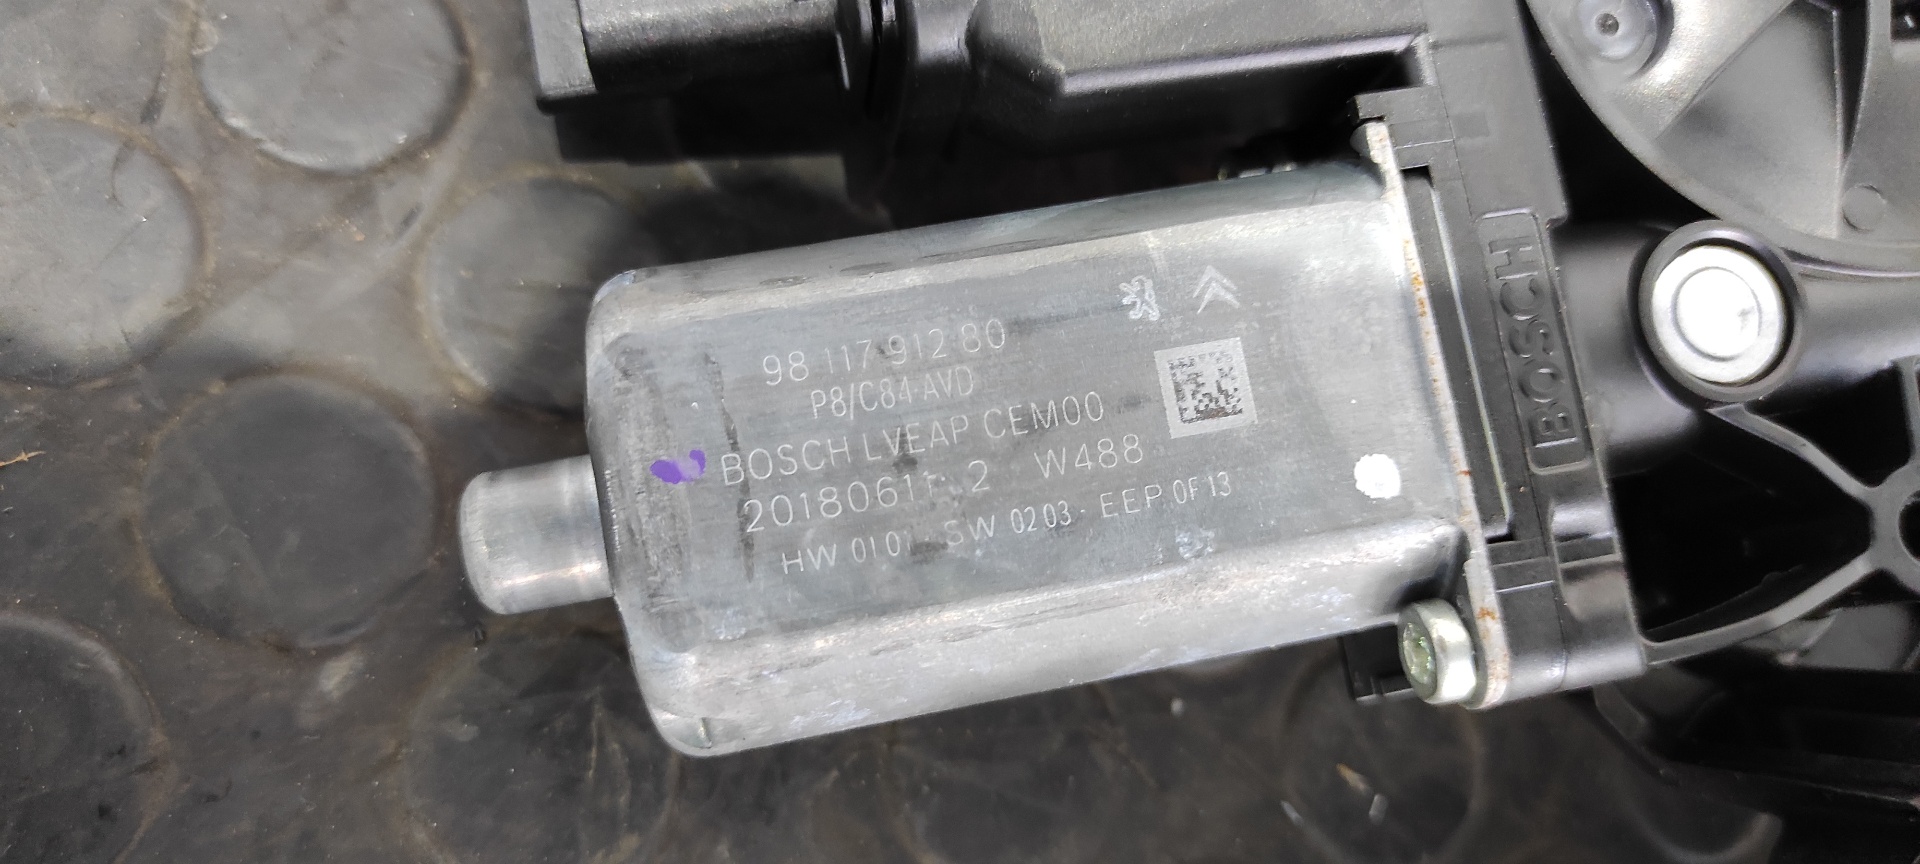 98 117 912 80
P8/C84 AVD
BOSCH LVEAP CEM00
20180611 2 W488
HW 01 SW 02 03 - EEP 0F 13
BOSCH